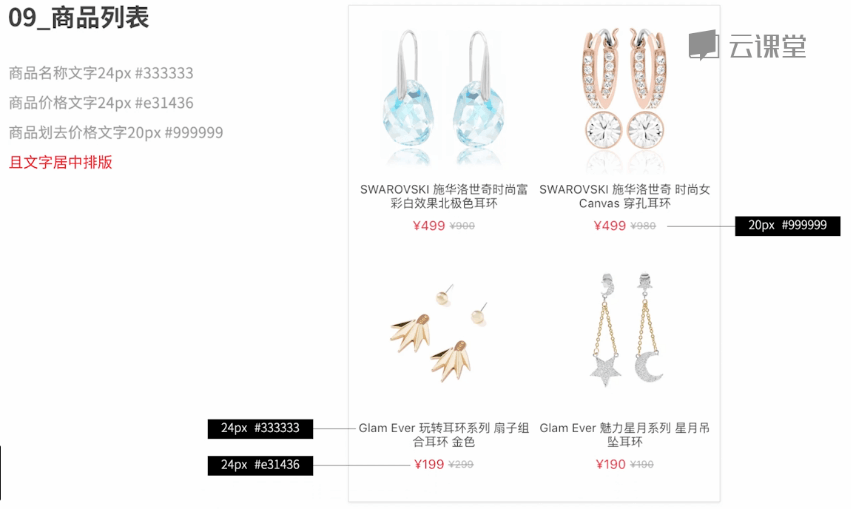 09_商品列表
云课堂
商品名称文字24px #333333
商品价格文字24px #e31436
商品划去价格文字20px #999999
且文字居中排版
SWAROVSKI 施华洛世奇时尚富
彩白效果北极色耳环
¥499 ¥900
SWAROVSKI 施华洛世奇 时尚女
Canvas 穿孔耳环
¥499 ¥980
20px #999999
24px #333333
Glam Ever 玩转耳环系列 扇子组
合耳环 金色
24px #e31436
¥199 ¥299
Glam Ever 魅力星月系列 星月吊
坠耳环
¥190 ¥190